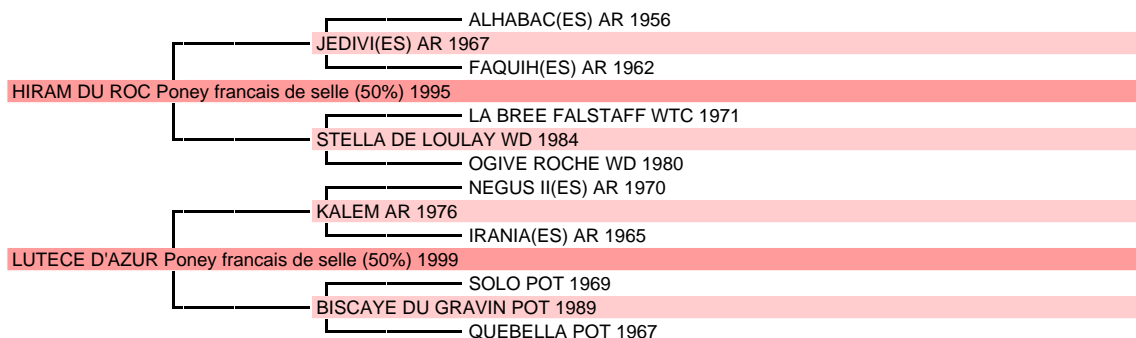 ALHABAC(ES) AR 1956
JEDIVI(ES) AR 1967
FAQUIH(ES) AR 1962
HIRAM DU ROC Poney francais de selle (50%) 1995
LA BREE FALSTAFF WTC 1971
STELLA DE LOULAY WD 1984
OGIVE ROCHE WD 1980
NEGUS II(ES) AR 1970
KALEM AR 1976
IRANIA(ES) AR 1965
LUTECE D'AZUR Poney francais de selle (50%) 1999
SOLO POT 1969
BISCAYE DU GRAVIN POT 1989
QUEBELLA POT 1967